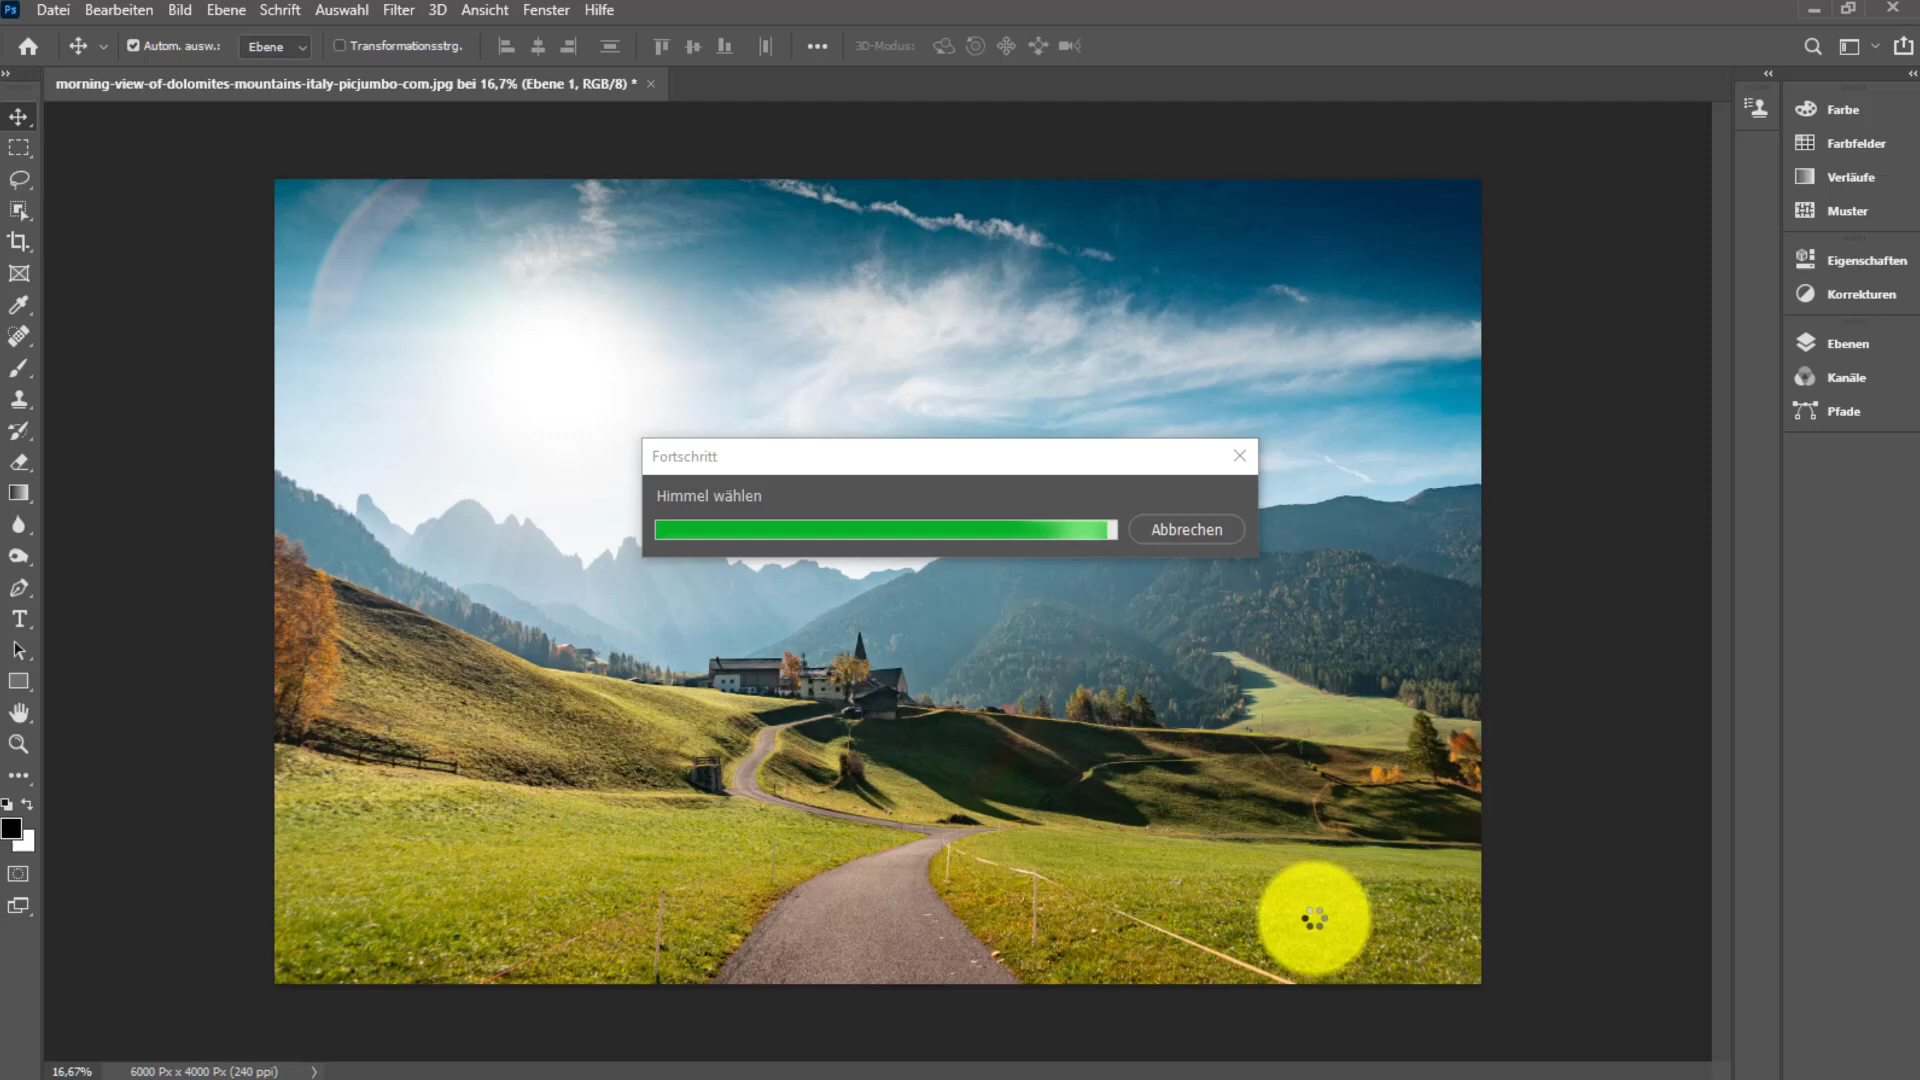 Ps Datei Bearbeiten Bild Ebene Schrift Auswahl Filter 3D Ansicht Fenster Hilfe
Autom. ausw.: Ebene Transformationsstrg. 3D-Modus:
morning-view-of-dolomites-mountains-italy-picjumbo-com.jpg bei 16,7% (Ebene 1, RGB/8) *
Farbe
Farbfelder
Verläufe
Muster
Eigenschaften
Korrekturen
Ebenen
Kanäle
Pfade
Fortschritt
Himmel wählen
Abbrechen
16,67% 6000 Px x 4000 Px (240 ppi)